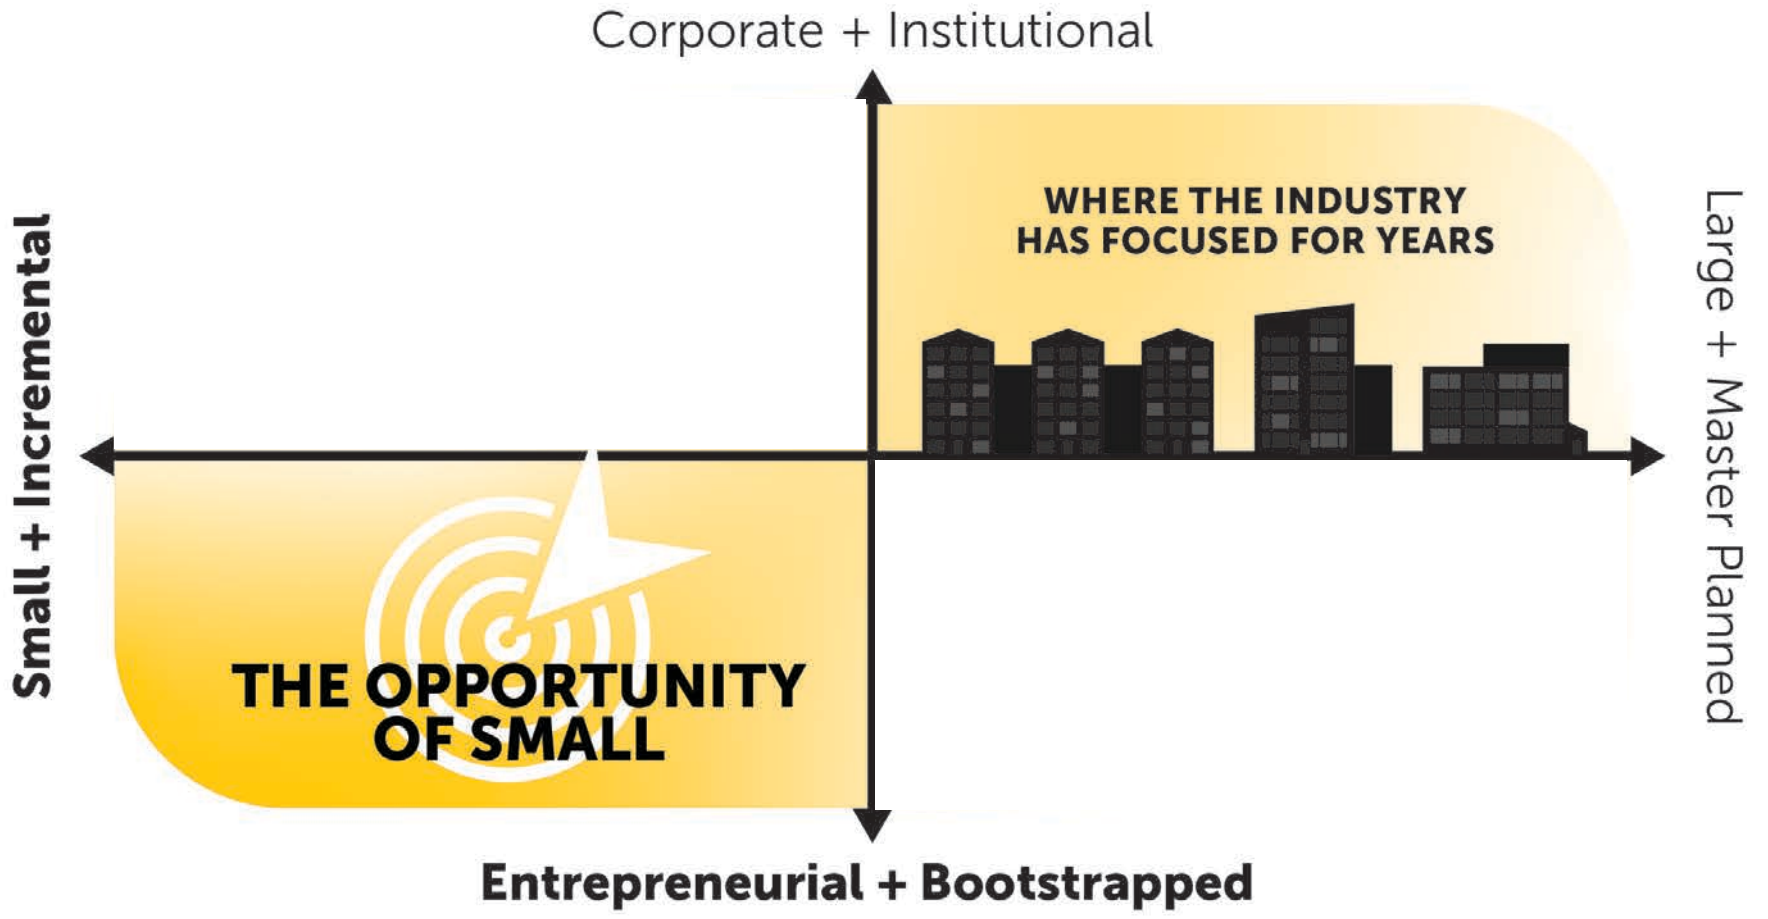 Corporate + Institutional
WHERE THE INDUSTRY
HAS FOCUSED FOR YEARS
Small + Incremental
Large + Master Planned
THE OPPORTUNITY
OF SMALL
Entrepreneurial + Bootstrapped